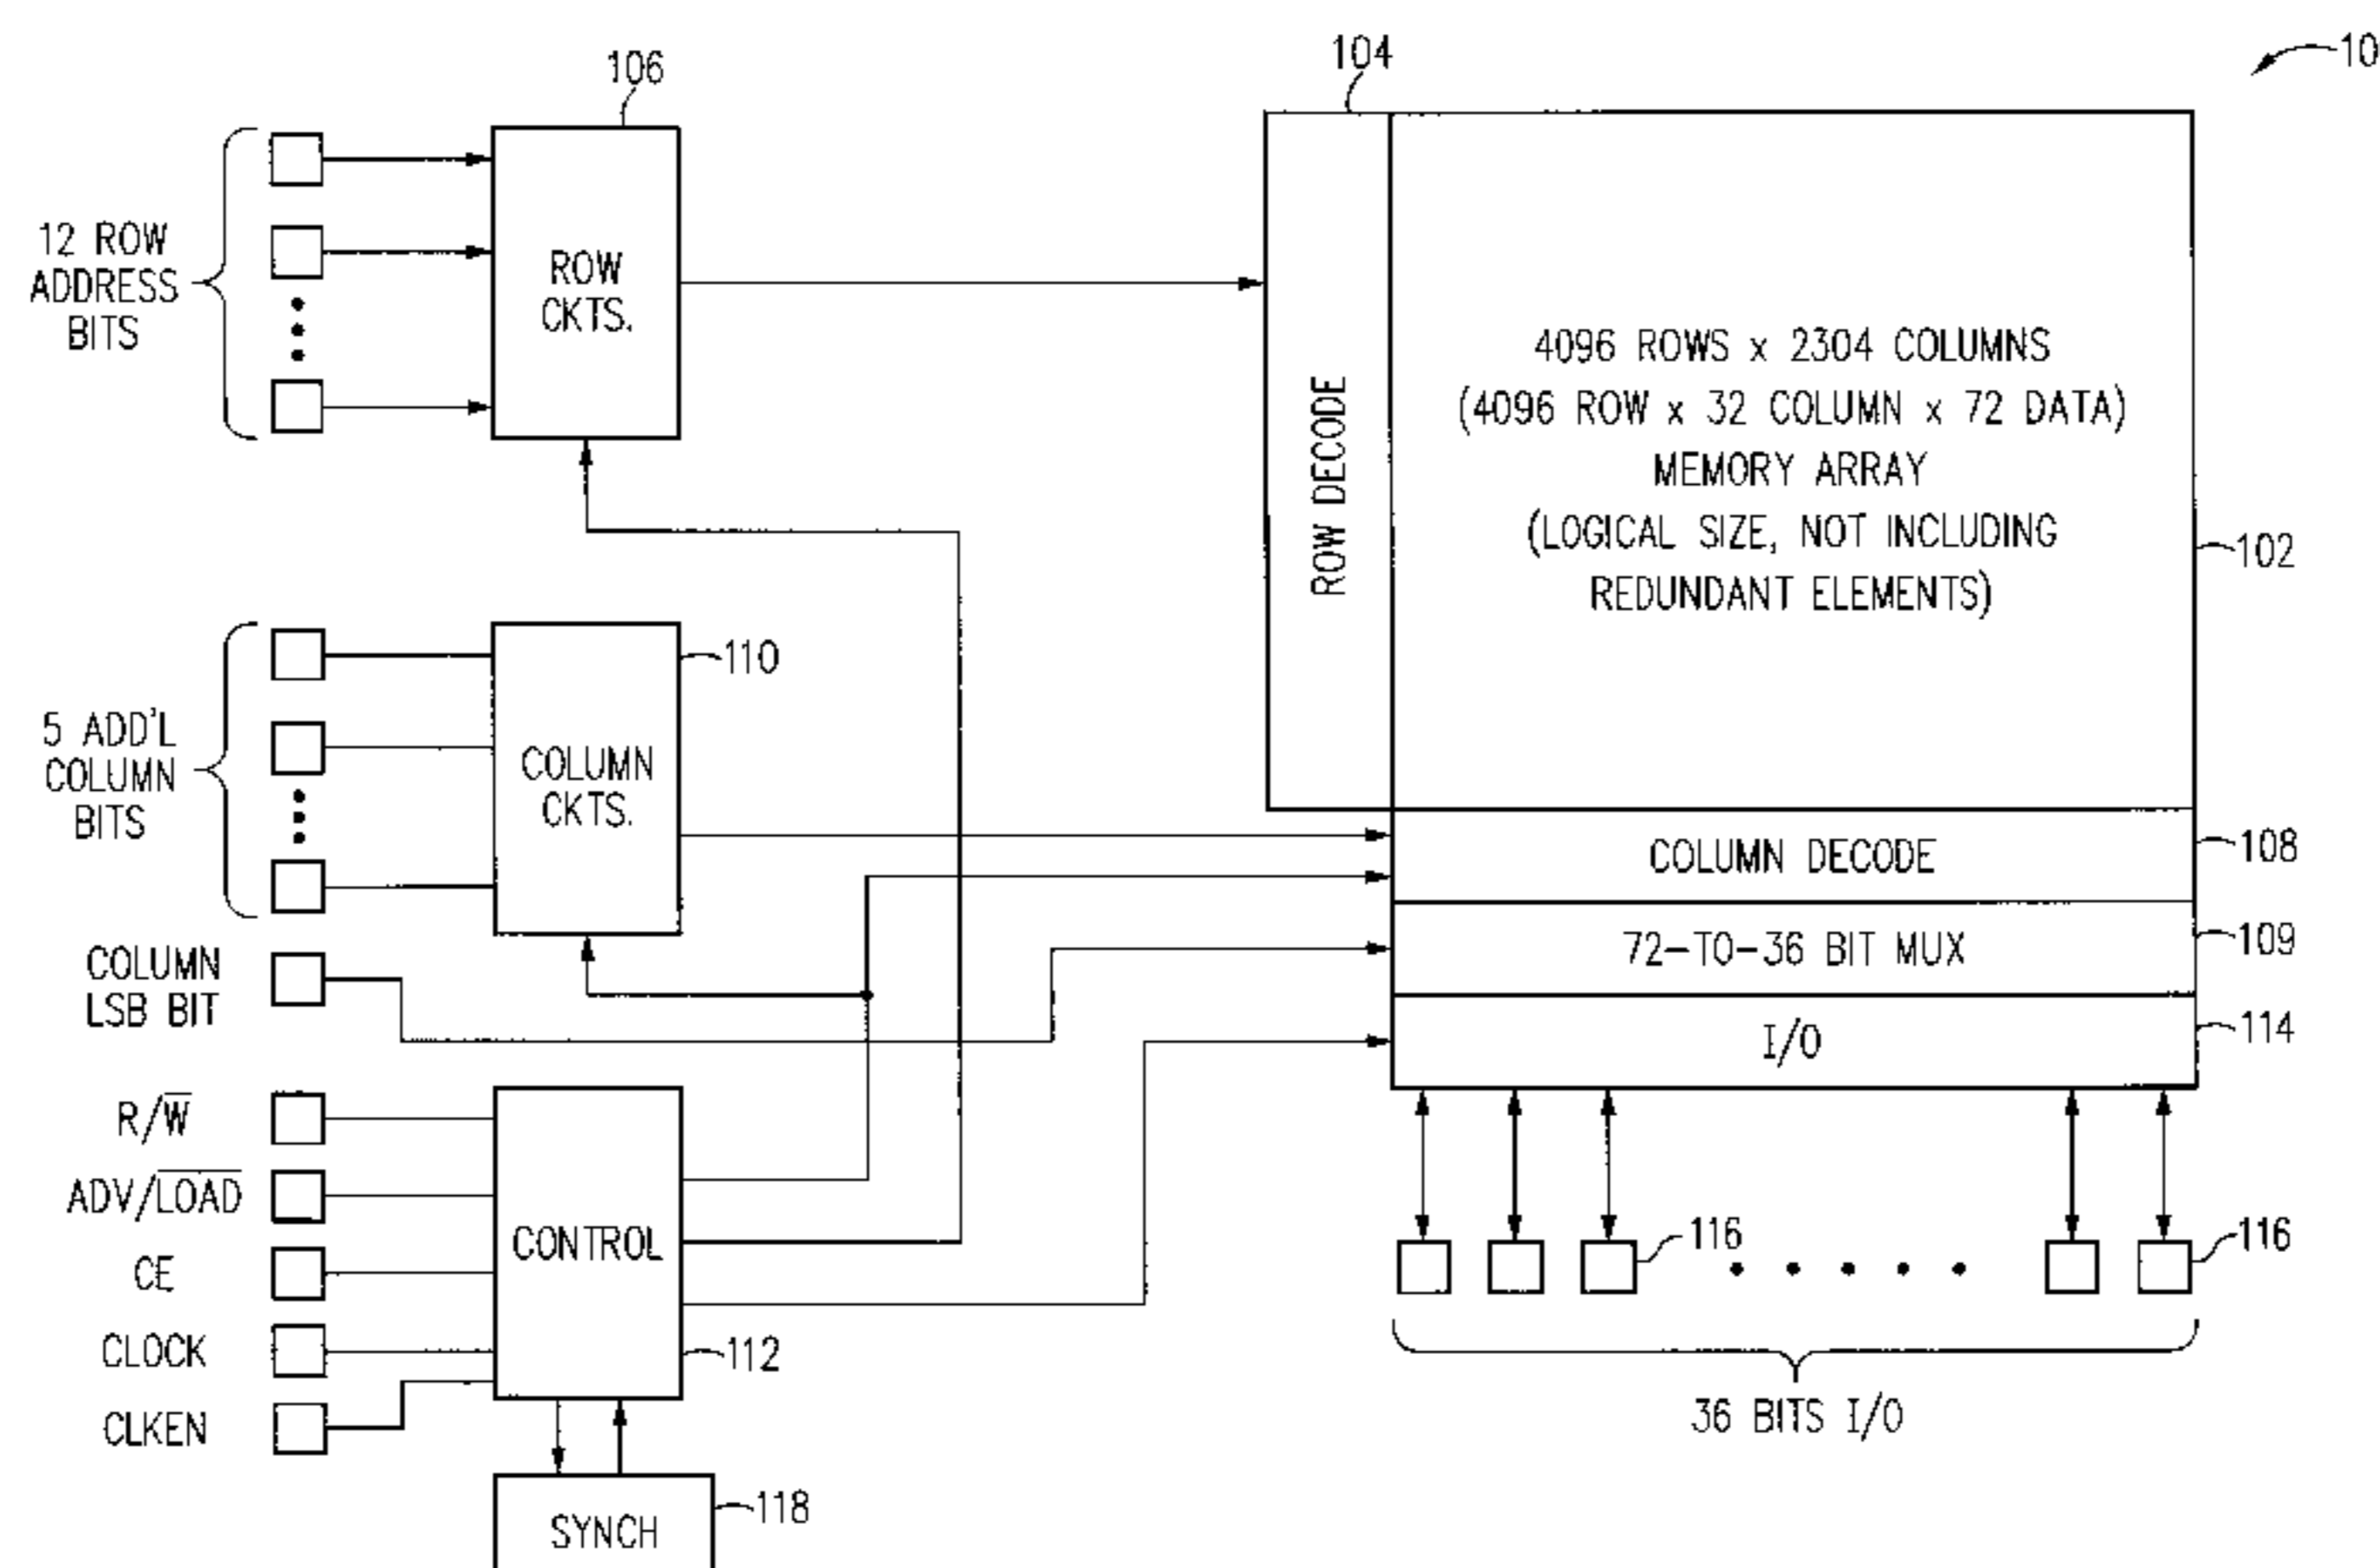 106
104
10
12 ROW
ADDRESS
BITS
ROW
CKTS.
ROW DECODE
4096 ROWS x 2304 COLUMNS
(4096 ROW x 32 COLUMN x 72 DATA)
MEMORY ARRAY
(LOGICAL SIZE, NOT INCLUDING
REDUNDANT ELEMENTS)
102
5 ADD'L
COLUMN
BITS
COLUMN
CKTS.
110
COLUMN DECODE
108
COLUMN
LSB BIT
72-TO-36 BIT MUX
109
I/O
114
R/W̅
ADV/L̅O̅A̅D̅
CE
CLOCK
CLKEN
CONTROL
112
116
116
36 BITS I/O
SYNCH
118